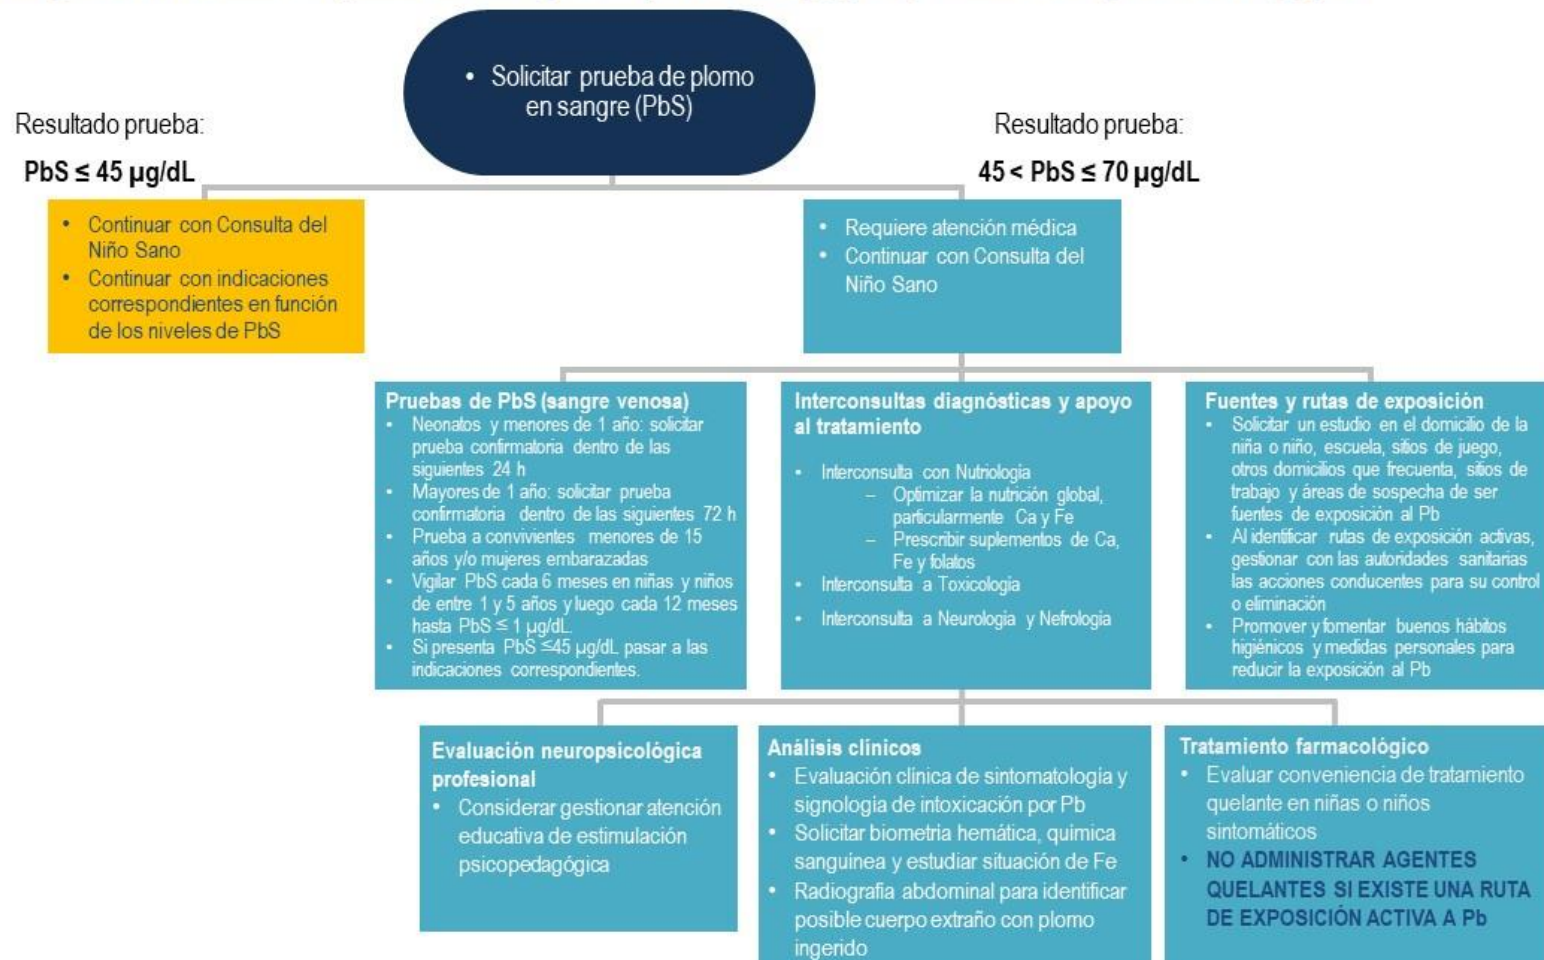 • Solicitar prueba de plomo
en sangre (PbS)
Resultado prueba:
PbS ≤ 45 µg/dL
Resultado prueba:
45 < PbS ≤ 70 µg/dL
• Continuar con Consulta del
Niño Sano
• Continuar con indicaciones
correspondientes en función
de los niveles de PbS
• Requiere atención médica
• Continuar con Consulta del
Niño Sano
Pruebas de PbS (sangre venosa)
• Neonatos y menores de 1 año: solicitar
prueba confirmatoria dentro de las
siguientes 24 h
• Mayores de 1 año: solicitar prueba
confirmatoria dentro de las siguientes 72 h
• Prueba a convivientes menores de 15
años y/o mujeres embarazadas
• Vigilar PbS cada 6 meses en niñas y niños
de entre 1 y 5 años y luego cada 12 meses
hasta PbS ≤ 1 µg/dL.
• Si presenta PbS ≤45 µg/dL pasar a las
indicaciones correspondientes.
Interconsultas diagnósticas y apoyo
al tratamiento
• Interconsulta con Nutriología
– Optimizar la nutrición global,
particularmente Ca y Fe
– Prescribir suplementos de Ca,
Fe y folatos
• Interconsulta a Toxicología
• Interconsulta a Neurología y Nefrología
Fuentes y rutas de exposición
• Solicitar un estudio en el domicilio de la
niña o niño, escuela, sitios de juego,
otros domicilios que frecuenta, sitios de
trabajo y áreas de sospecha de ser
fuentes de exposición al Pb
• Al identificar rutas de exposición activas,
gestionar con las autoridades sanitarias
las acciones conducentes para su control
o eliminación
• Promover y fomentar buenos hábitos
higiénicos y medidas personales para
reducir la exposición al Pb
Evaluación neuropsicológica
profesional
• Considerar gestionar atención
educativa de estimulación
psicopedagógica
Análisis clínicos
• Evaluación clínica de sintomatología y
signología de intoxicación por Pb
• Solicitar biometría hemática, química
sanguínea y estudiar situación de Fe
• Radiografía abdominal para identificar
posible cuerpo extraño con plomo
ingerido
Tratamiento farmacológico
• Evaluar conveniencia de tratamiento
quelante en niñas o niños
sintomáticos
• NO ADMINISTRAR AGENTES
QUELANTES SI EXISTE UNA RUTA
DE EXPOSICIÓN ACTIVA A Pb